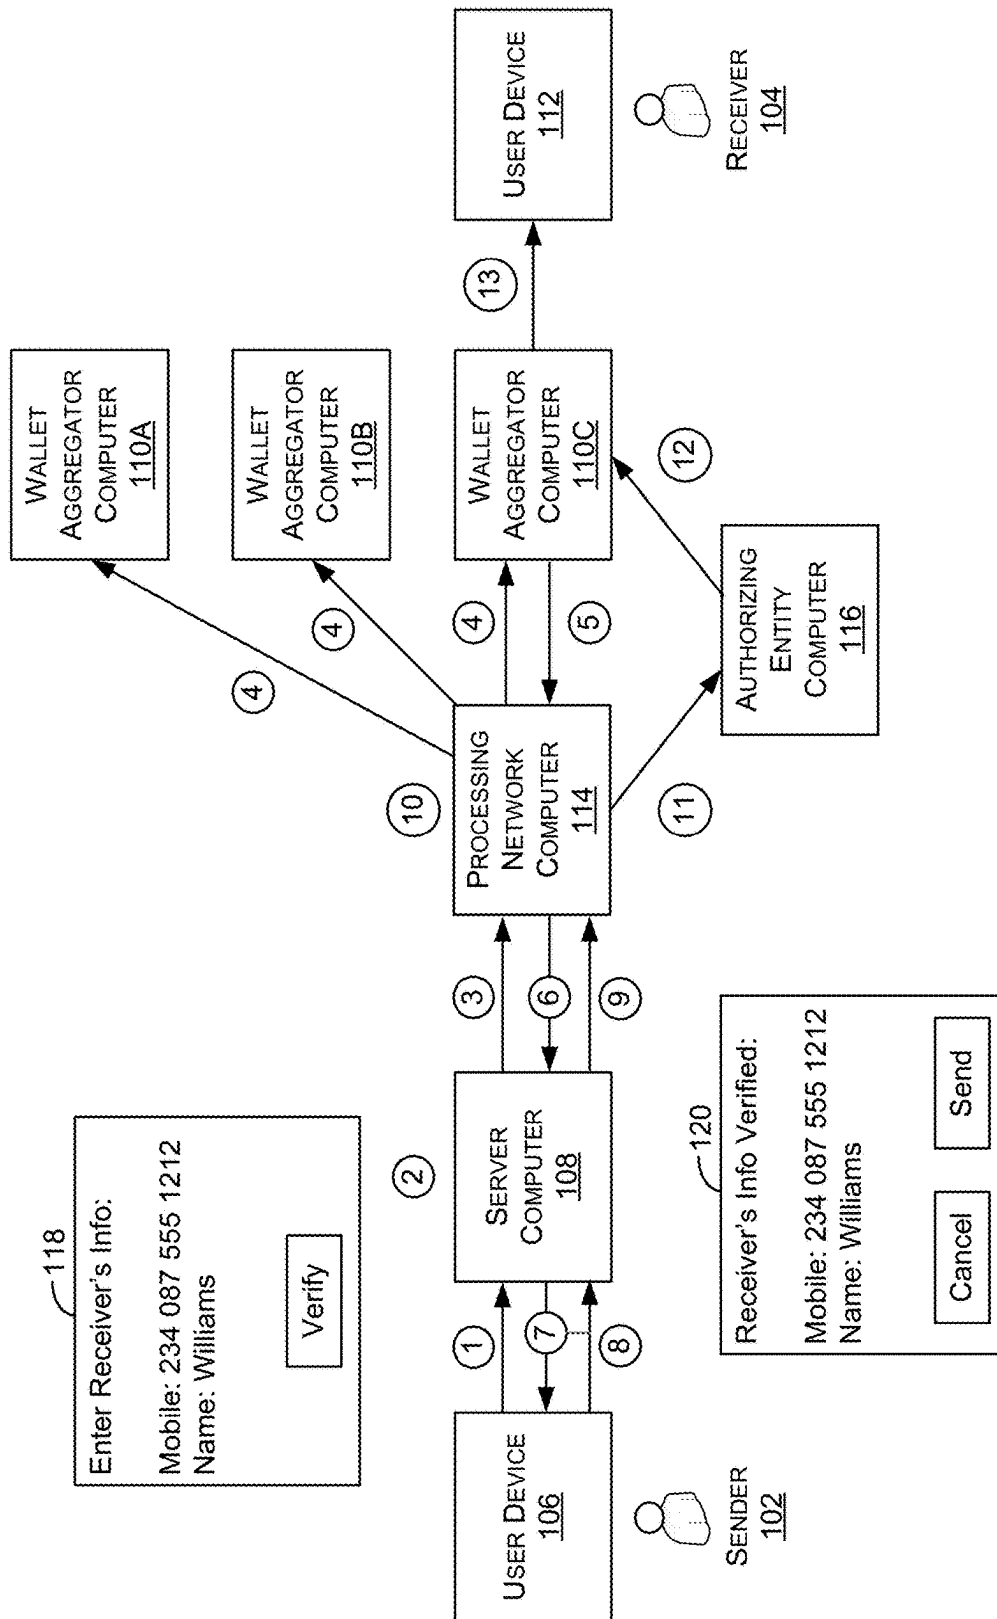 118
Enter Receiver's Info:
Mobile: 234 087 555 1212
Name: Williams
Verify
USER DEVICE
106
SENDER
102
1
7
8
2
SERVER
COMPUTER
108
3
6
9
120
Receiver's Info Verified:
Mobile: 234 087 555 1212
Name: Williams
Cancel
Send
10
PROCESSING
NETWORK
COMPUTER
114
4
4
4
5
11
12
AUTHORIZING
ENTITY
COMPUTER
116
WALLET
AGGREGATOR
COMPUTER
110A
WALLET
AGGREGATOR
COMPUTER
110B
WALLET
AGGREGATOR
COMPUTER
110C
13
USER DEVICE
112
RECEIVER
104